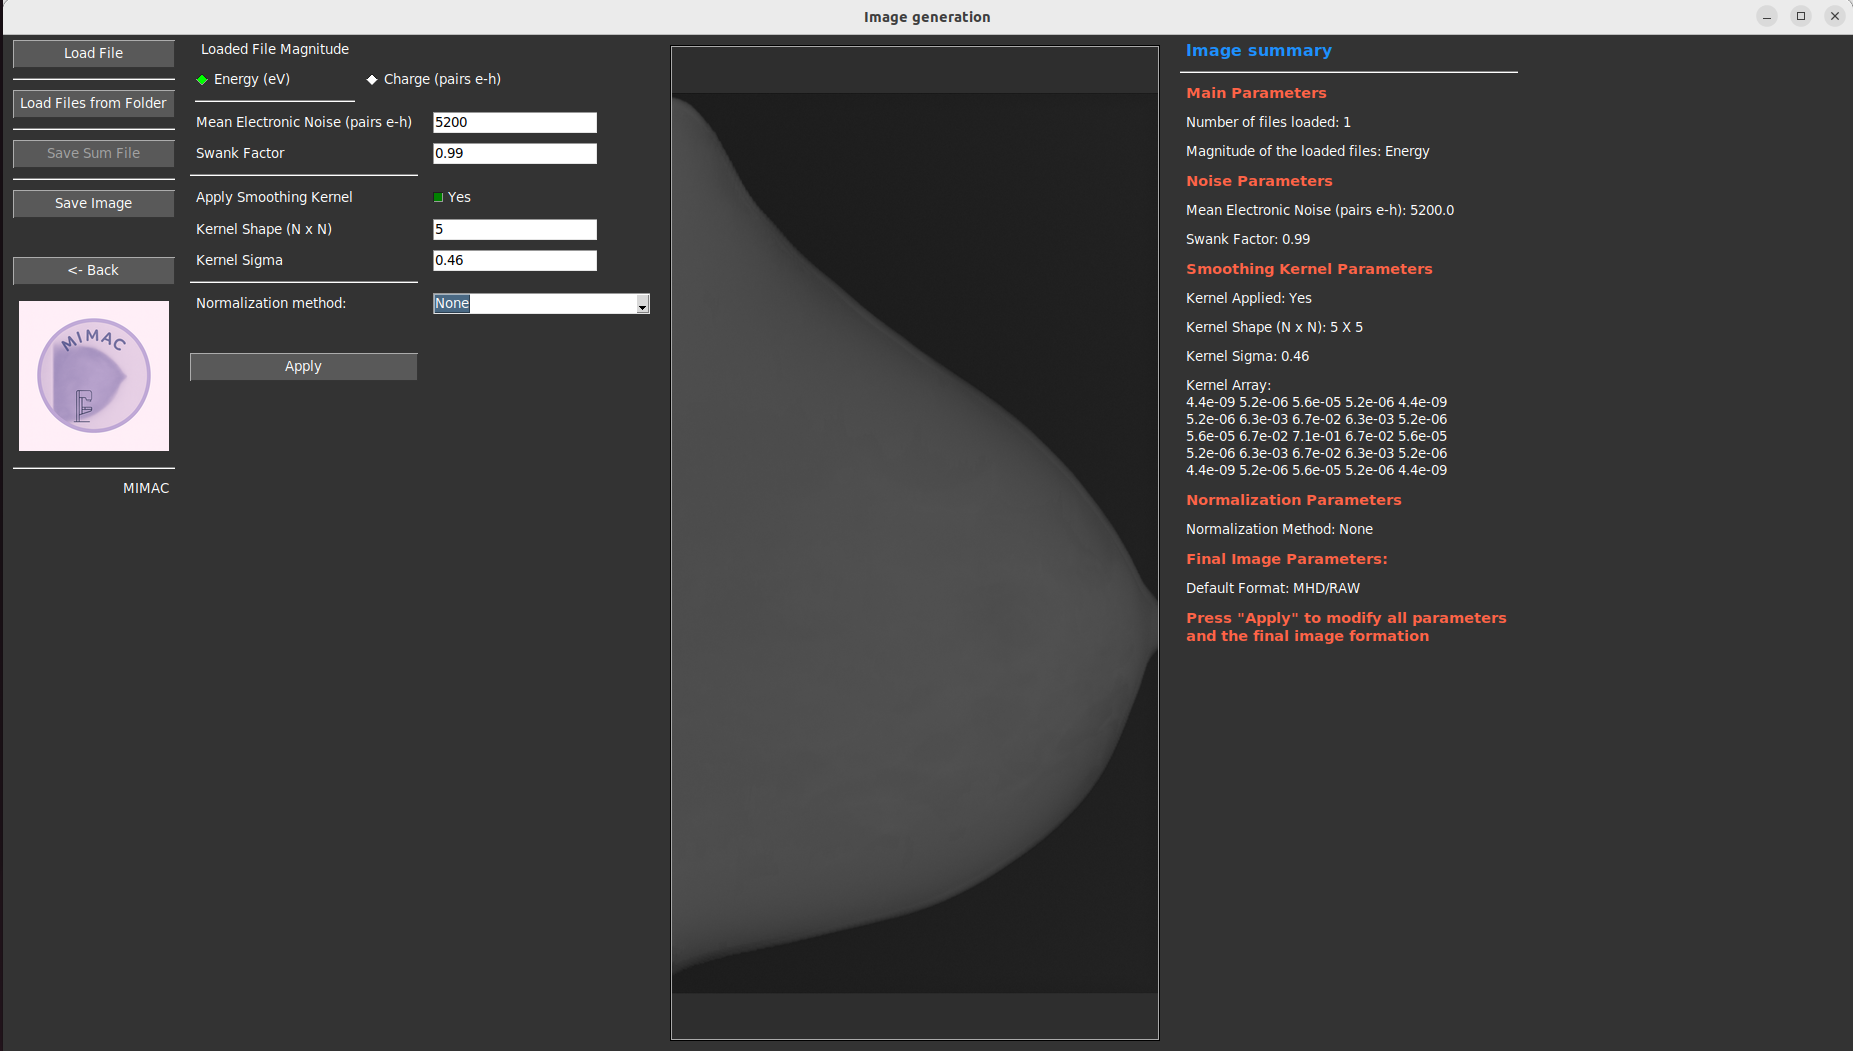 Image generation
Load File
Load Files from Folder
Save Sum File
Save Image
<- Back
MIMAC
MIMAC
Loaded File Magnitude
Energy (eV) Charge (pairs e-h)
Mean Electronic Noise (pairs e-h) 5200
Swank Factor 0.99
Apply Smoothing Kernel Yes
Kernel Shape (N x N) 5
Kernel Sigma 0.46
Normalization method: None
Apply
Image summary
Main Parameters
Number of files loaded: 1
Magnitude of the loaded files: Energy
Noise Parameters
Mean Electronic Noise (pairs e-h): 5200.0
Swank Factor: 0.99
Smoothing Kernel Parameters
Kernel Applied: Yes
Kernel Shape (N x N): 5 X 5
Kernel Sigma: 0.46
Kernel Array:
4.4e-09 5.2e-06 5.6e-05 5.2e-06 4.4e-09
5.2e-06 6.3e-03 6.7e-02 6.3e-03 5.2e-06
5.6e-05 6.7e-02 7.1e-01 6.7e-02 5.6e-05
5.2e-06 6.3e-03 6.7e-02 6.3e-03 5.2e-06
4.4e-09 5.2e-06 5.6e-05 5.2e-06 4.4e-09
Normalization Parameters
Normalization Method: None
Final Image Parameters:
Default Format: MHD/RAW
Press "Apply" to modify all parameters
and the final image formation